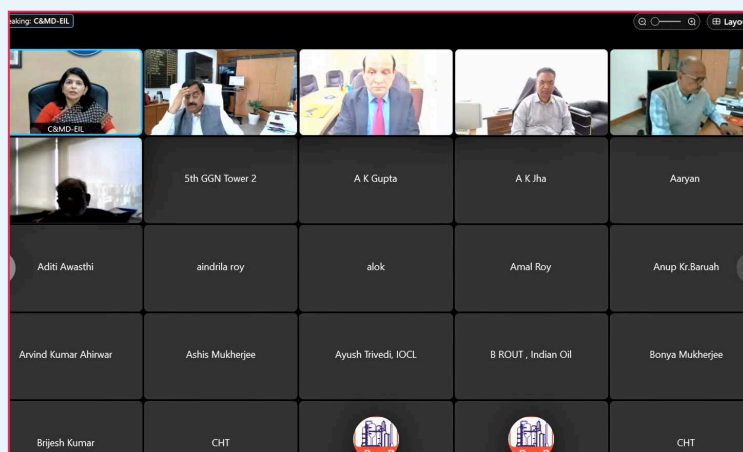 eaking: C&MD-EIL
Layou
C&MD-EIL
5th GGN Tower 2
A K Gupta
A K Jha
Aaryan
Aditi Awasthi
aindrila roy
alok
Amal Roy
Anup Kr.Baruah
Arvind Kumar Ahirwar
Ashis Mukherjee
Ayush Trivedi, IOCL
B ROUT , Indian Oil
Bonya Mukherjee
Brijesh Kumar
CHT
CHT